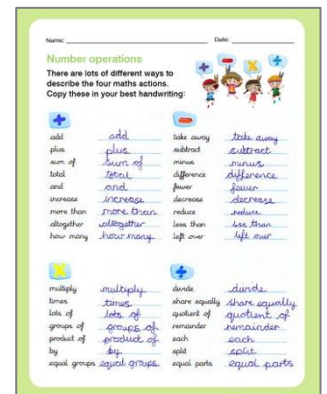 Name: Date:
Number operations
There are lots of different ways to
describe the four maths actions.
Copy these in your best handwriting:
+
add add
plus plus
sum of sum of
total total
and and
increase increase
more than more than
altogether altogether
how many how many
−
take away take away
subtract subtract
minus minus
difference difference
fewer fewer
decrease decrease
reduce reduce
less than less than
left over left over
×
multiply multiply
times times
lots of lots of
groups of groups of
product of product of
by by
equal groups equal groups
÷
divide divide
share equally share equally
quotient of quotient of
remainder remainder
each each
split split
equal parts equal parts